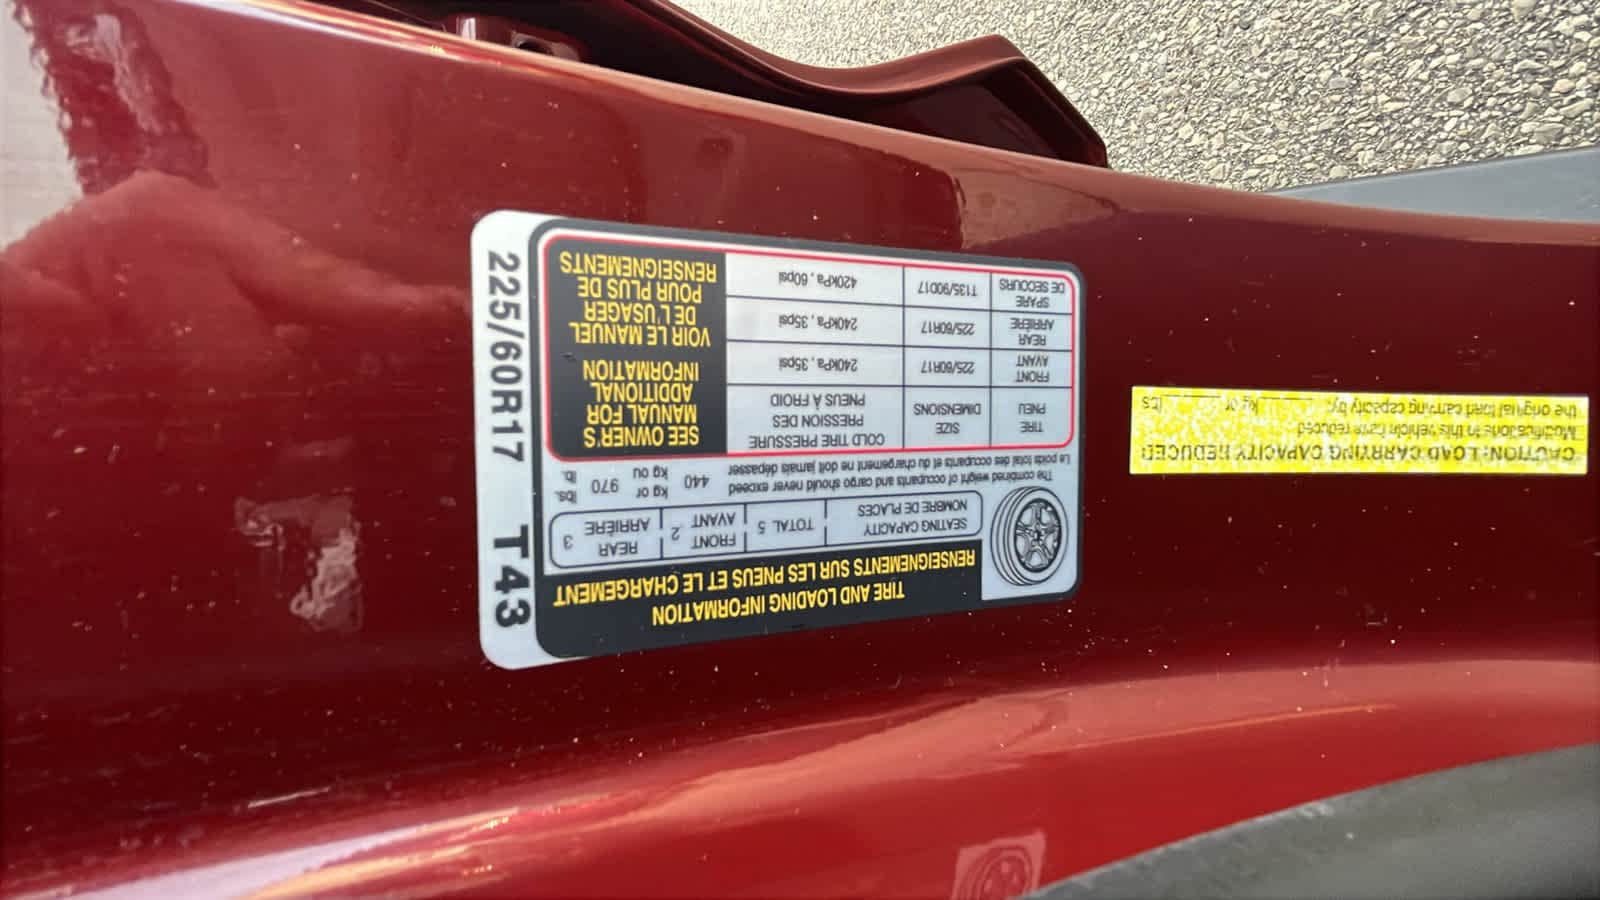 TIRE AND LOADING INFORMATION
RENSEIGNEMENTS SUR LES PNEUS ET LE CHARGEMENT
SEATING CAPACITY
NOMBRE DE PLACES
TOTAL 5
FRONT
AVANT
2
REAR
ARRIÈRE
3
The combined weight of occupants and cargo should never exceed
Le poids total des occupants et du chargement ne doit jamais dépasser
440
kg or
kg ou
970
lbs.
lb.
TIRE
PNEU
SIZE
DIMENSIONS
COLD TIRE PRESSURE
PRESSION DES
PNEUS À FROID
FRONT
AVANT
225/60R17
240kPa, 35psi
REAR
ARRIÈRE
225/60R17
240kPa, 35psi
SPARE
DE SECOURS
T135/90D17
420kPa, 60psi
SEE OWNER'S
MANUAL FOR
ADDITIONAL
INFORMATION
VOIR LE MANUEL
DE L'USAGER
POUR PLUS DE
RENSEIGNEMENTS
225/60R17 T43
CAUTION: LOAD CARRYING CAPACITY REDUCED
Modifications to this vehicle have reduced
the original load carrying capacity by: kg or lbs